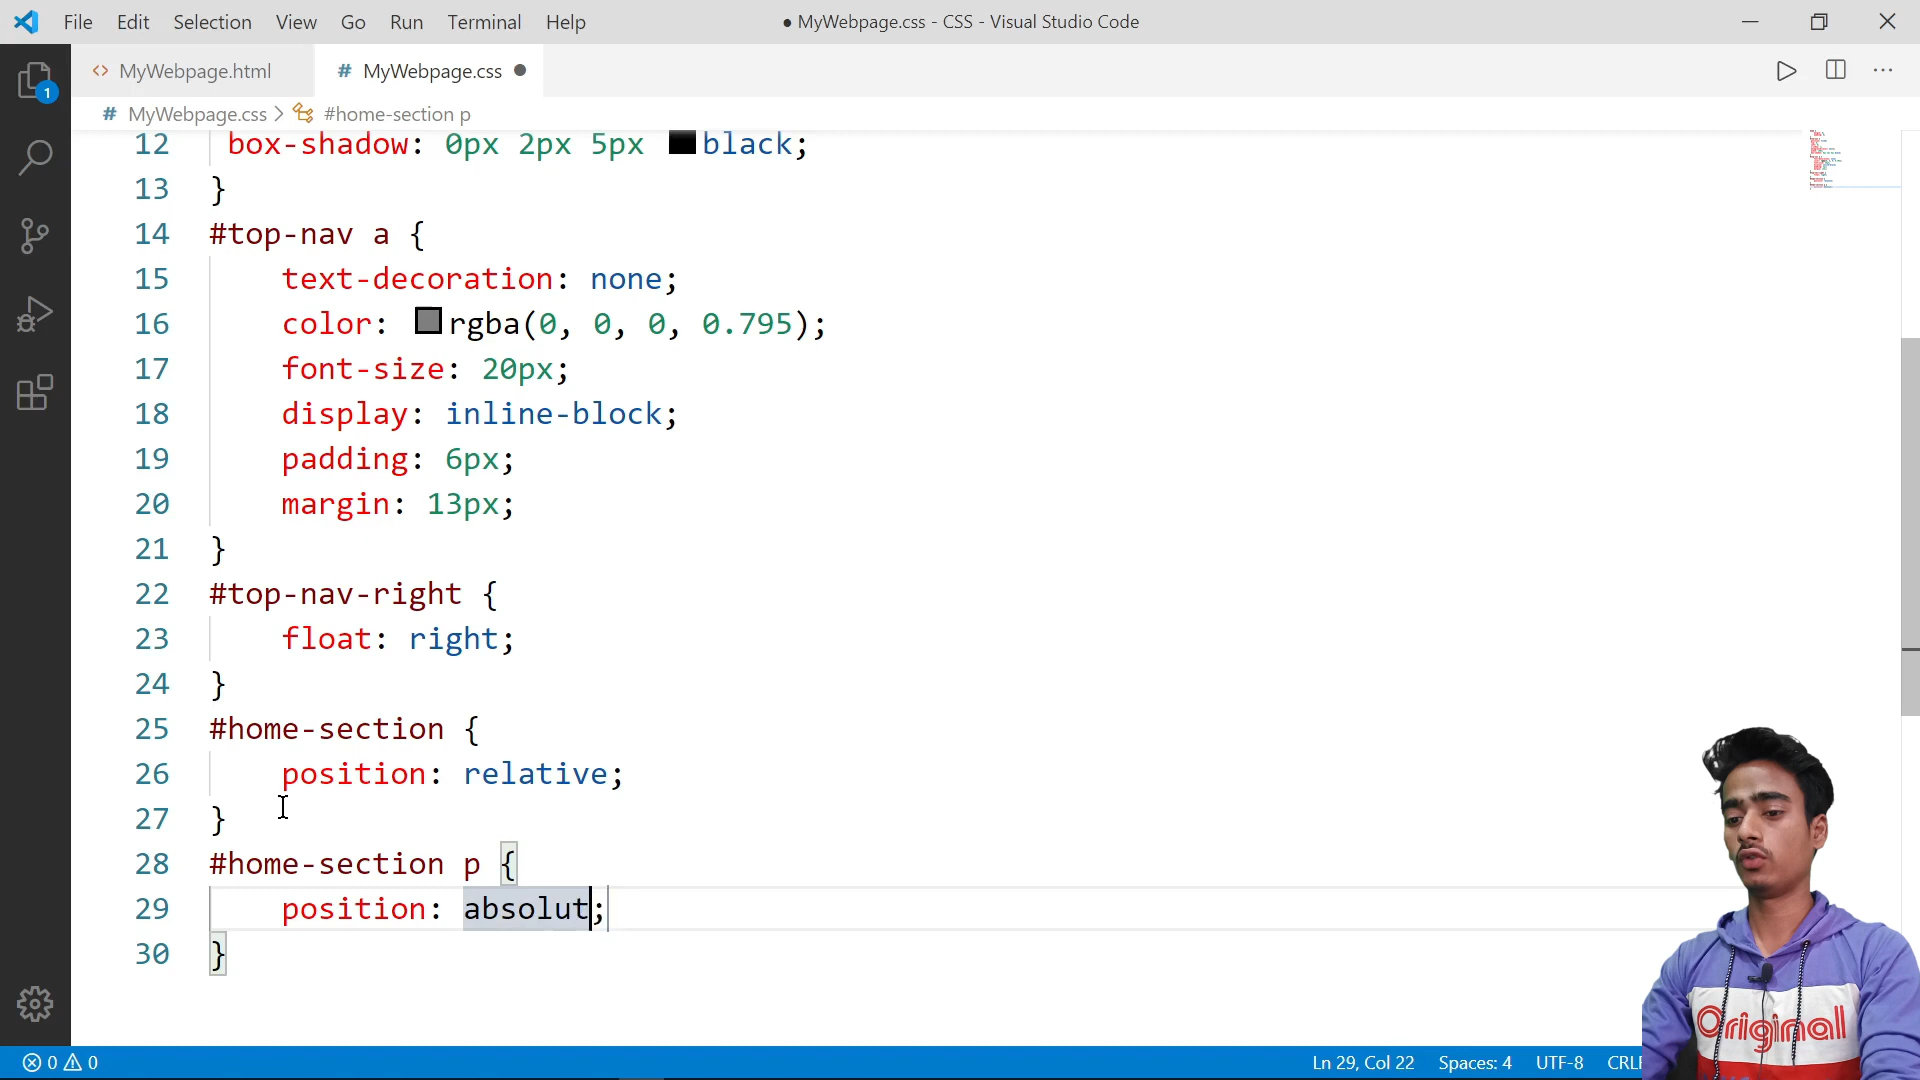 File Edit Selection View Go Run Terminal Help ● MyWebpage.css - CSS - Visual Studio Code
<> MyWebpage.html # MyWebpage.css ●
1
# MyWebpage.css > #home-section p
12 box-shadow: 0px 2px 5px black;
13 }
14 #top-nav a {
15 text-decoration: none;
16 color: rgba(0, 0, 0, 0.795);
17 font-size: 20px;
18 display: inline-block;
19 padding: 6px;
20 margin: 13px;
21 }
22 #top-nav-right {
23 float: right;
24 }
25 #home-section {
26 position: relative;
27 }
28 #home-section p {
29 position: absolut;
30 }
Original
0 0 Ln 29, Col 22 Spaces: 4 UTF-8 CRLF